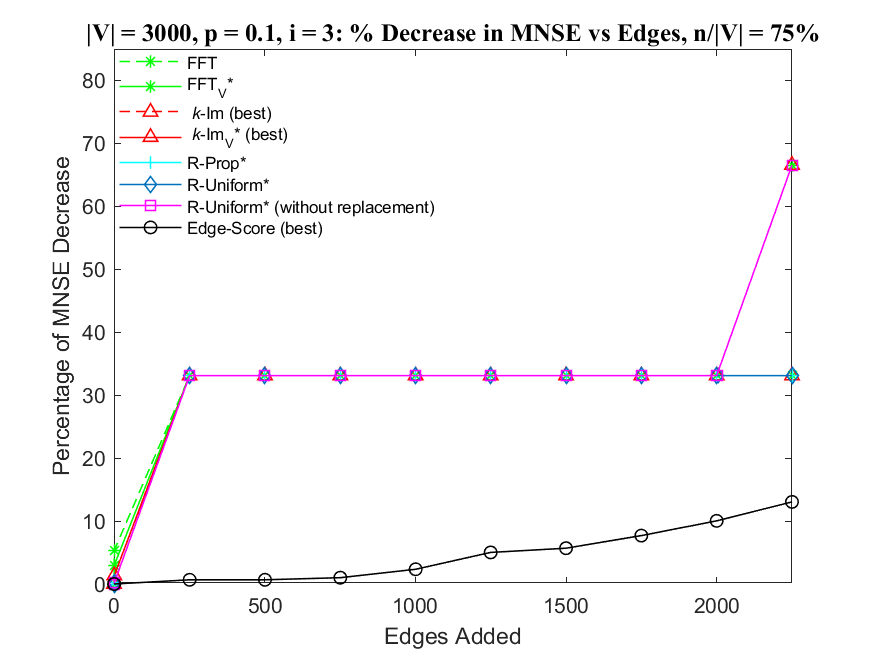 |V| = 3000, p = 0.1, i = 3: % Decrease in MNSE vs Edges, n/|V| = 75%
FFT
FFT_V*
k-Im (best)
k-Im_V* (best)
R-Prop*
R-Uniform*
R-Uniform* (without replacement)
Edge-Score (best)
Percentage of MNSE Decrease
80
70
60
50
40
30
20
10
0
0 500 1000 1500 2000
Edges Added